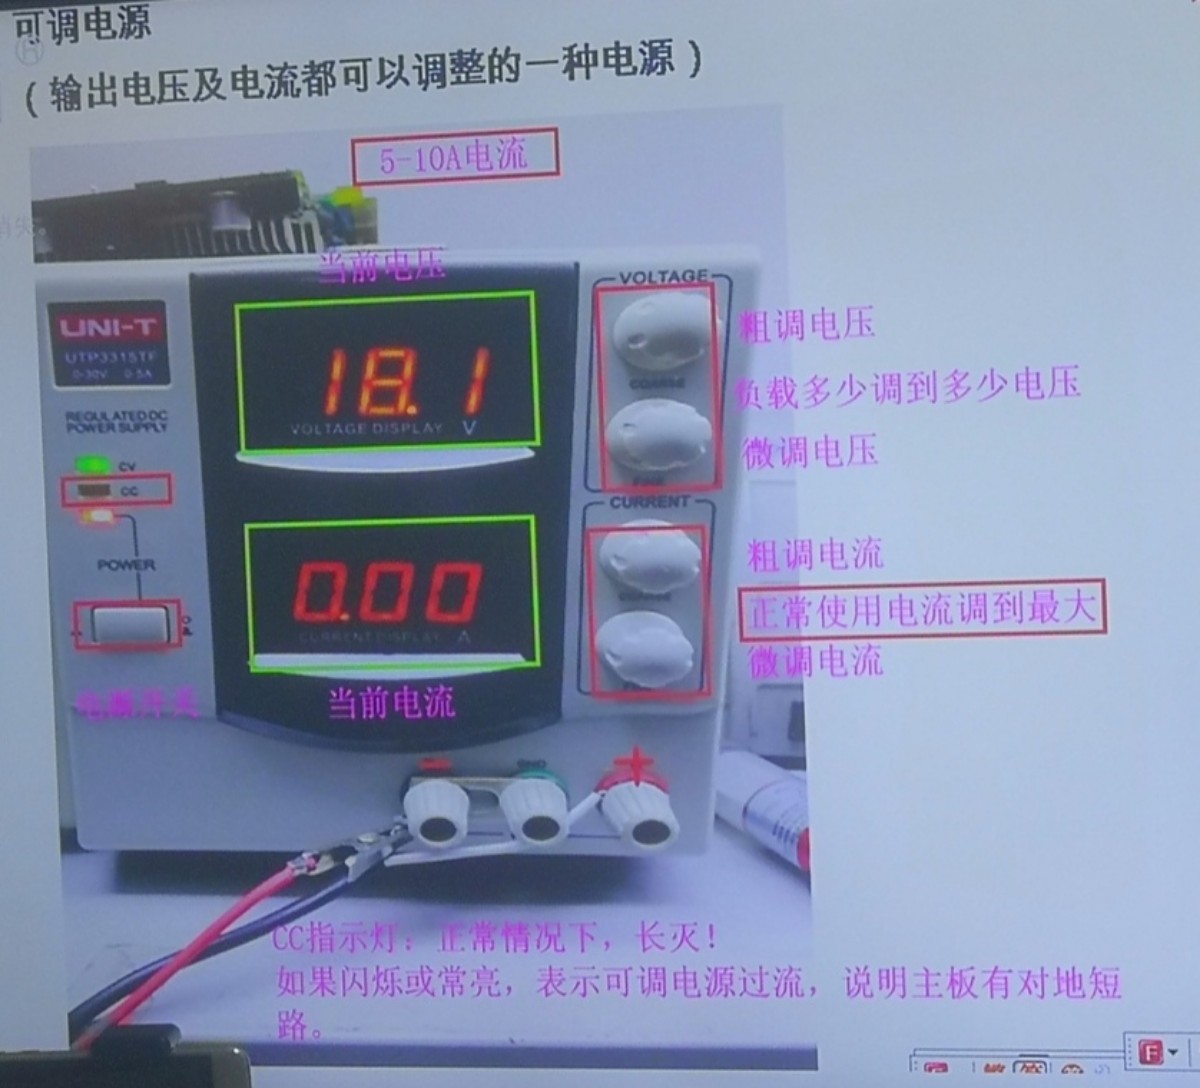 可调电源
（输出电压及电流都可以调整的一种电源）
5-10A电流
当前电压
VOLTAGE
UNI-T
UTP3315TF
0-30V 0-5A
粗调电压
COARSE
负载多少调到多少电压
18.1
VOLTAGE DISPLAY V
REGULATED DC
POWER SUPPLY
微调电压
CV
FINE
CC
CURRENT
粗调电流
POWER
0.00
正常使用电流调到最大
CURRENT DISPLAY A
微调电流
电源开关
当前电流
GND
CC指示灯：正常情况下，长灭！
如果闪烁或常亮，表示可调电源过流，说明主板有对地短
路。